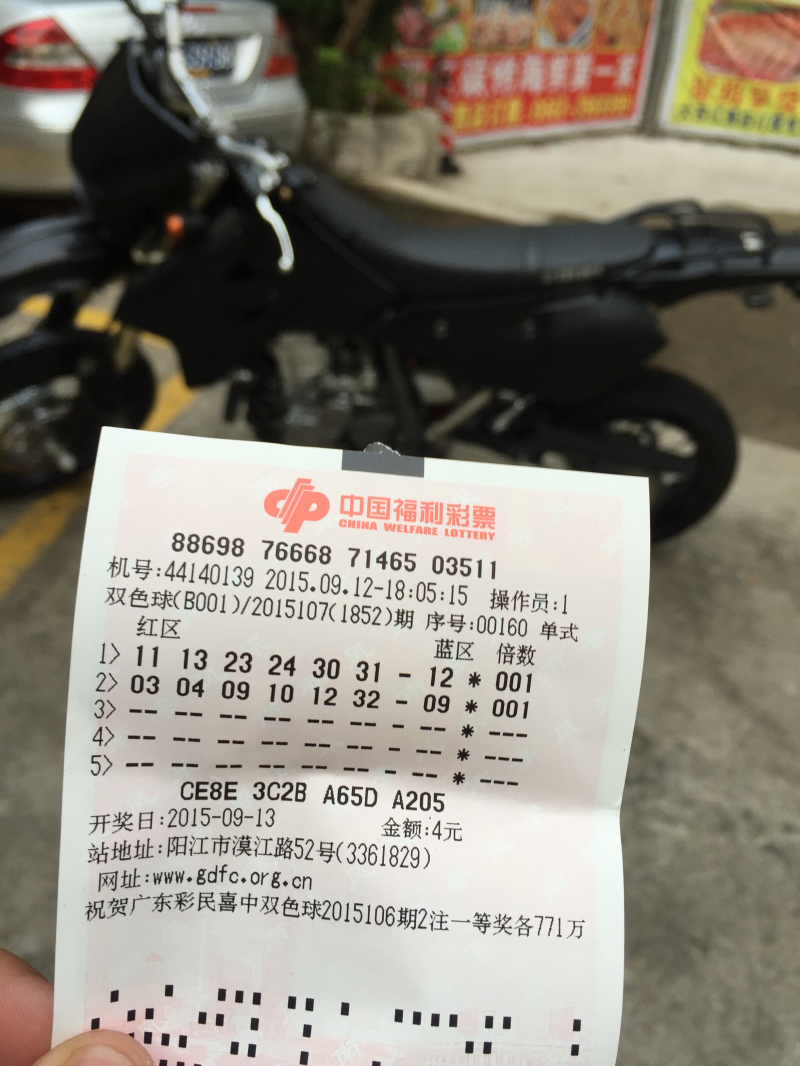 中国福利彩票
CHINA WELFARE LOTTERY
88698 76668 71465 03511
机号:44140139 2015.09.12-18:05:15 操作员:1
双色球(B001)/2015107(1852)期 序号:00160 单式
红区 蓝区 倍数
1> 11 13 23 24 30 31 - 12 * 001
2> 03 04 09 10 12 32 - 09 * 001
3> -- -- -- -- -- -- - -- * ---
4> -- -- -- -- -- -- - -- * ---
5> -- -- -- -- -- -- - -- * ---
CE8E 3C2B A65D A205
开奖日:2015-09-13 金额:4元
站地址:阳江市漠江路52号(3361829)
网址:www.gdfc.org.cn
祝贺广东彩民喜中双色球2015106期2注一等奖各771万